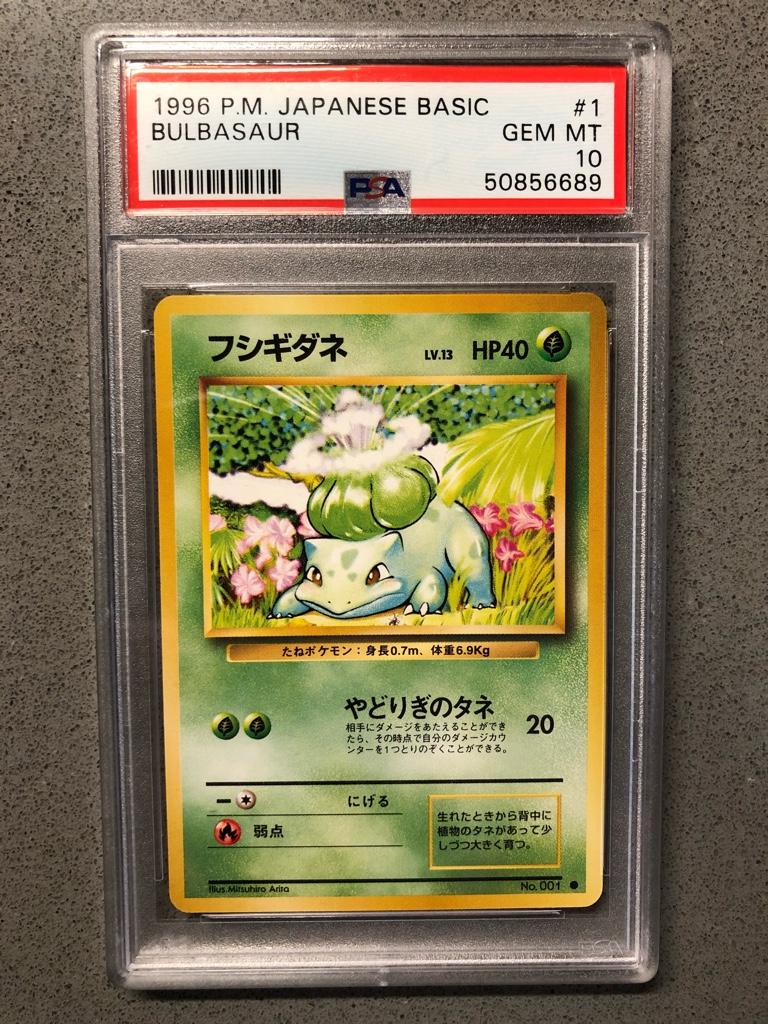 1996 P.M. JAPANESE BASIC #1
BULBASAUR GEM MT
10
PSA
50856689
フシギダネ LV.13 HP40
たねポケモン：身長0.7m、体重6.9Kg
やどりぎのタネ 20
相手にダメージをあたえることができ
たら、その時点で自分のダメージカウ
ンターを1つとりのぞくことができる。
にげる
弱点
生れたときから背中に
植物のタネがあって少
しづつ大きく育つ。
Illus.Mitsuhiro Arita No. 001 ●
PSA